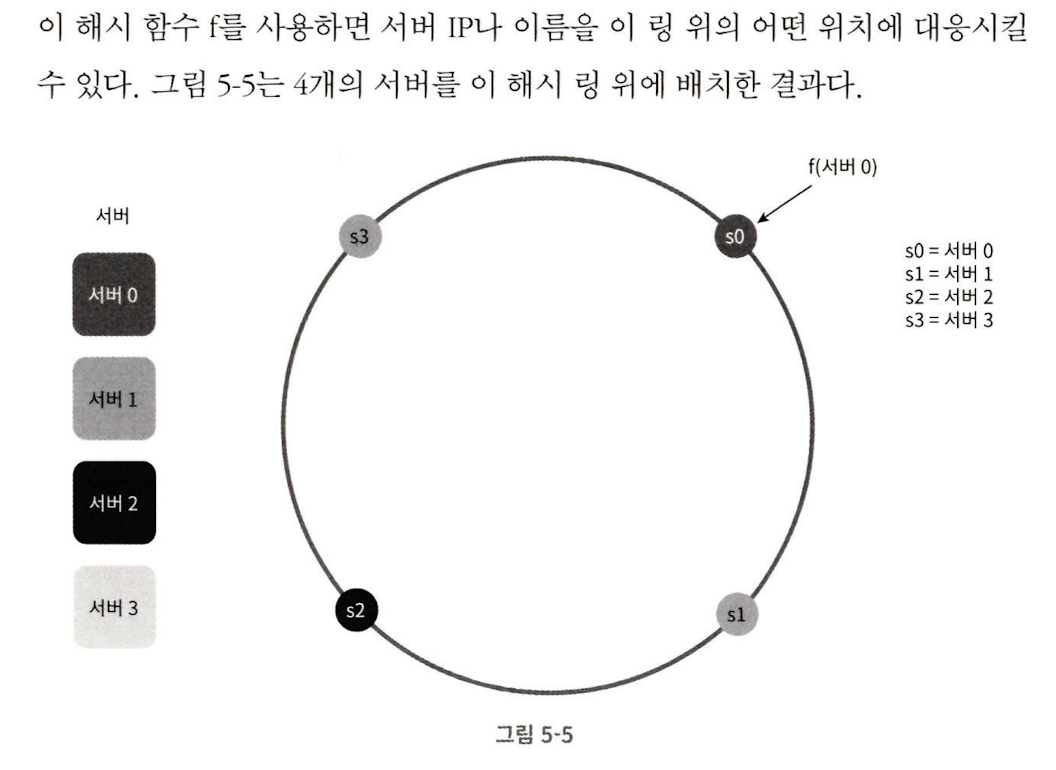 이 해시 함수 f를 사용하면 서버 IP나 이름을 이 링 위의 어떤 위치에 대응시킬
수 있다. 그림 5-5는 4개의 서버를 이 해시 링 위에 배치한 결과다.
f(서버 0)
서버
s3
s0
s0 = 서버 0
s1 = 서버 1
s2 = 서버 2
s3 = 서버 3
서버 0
서버 1
서버 2
서버 3
s2
s1
그림 5-5